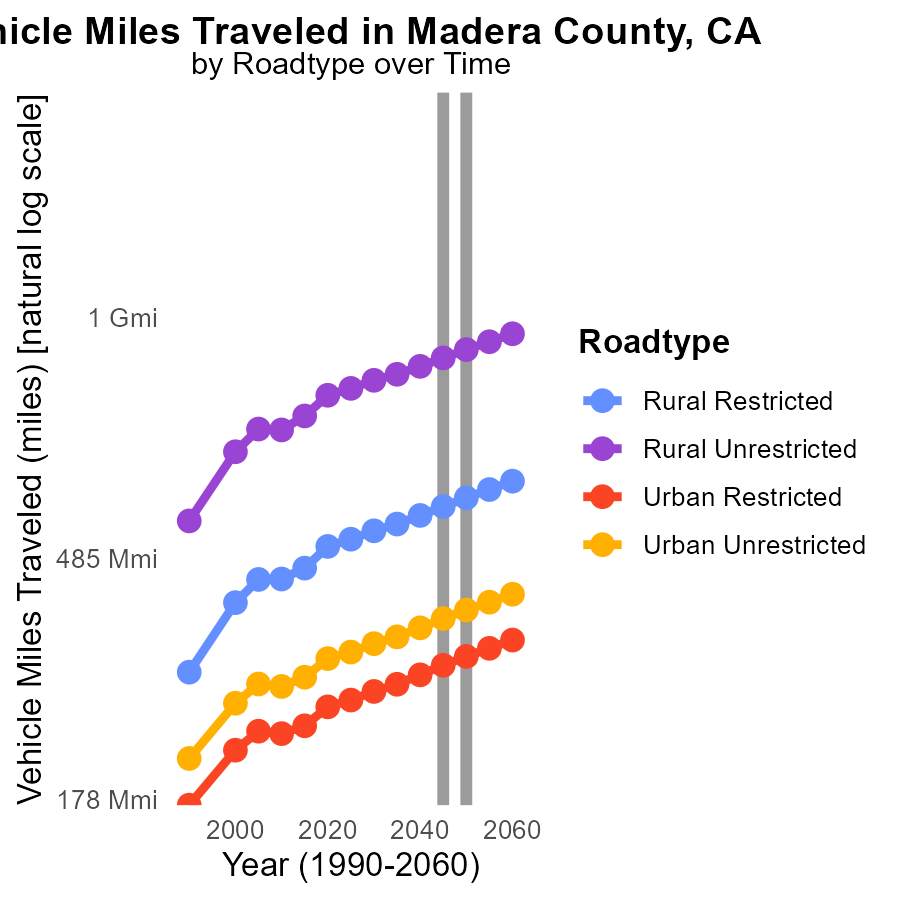 hicle Miles Traveled in Madera County, CA
by Roadtype over Time
Vehicle Miles Traveled (miles) [natural log scale]
1 Gmi
485 Mmi
178 Mmi
2000 2020 2040 2060
Year (1990-2060)
Roadtype
Rural Restricted
Rural Unrestricted
Urban Restricted
Urban Unrestricted